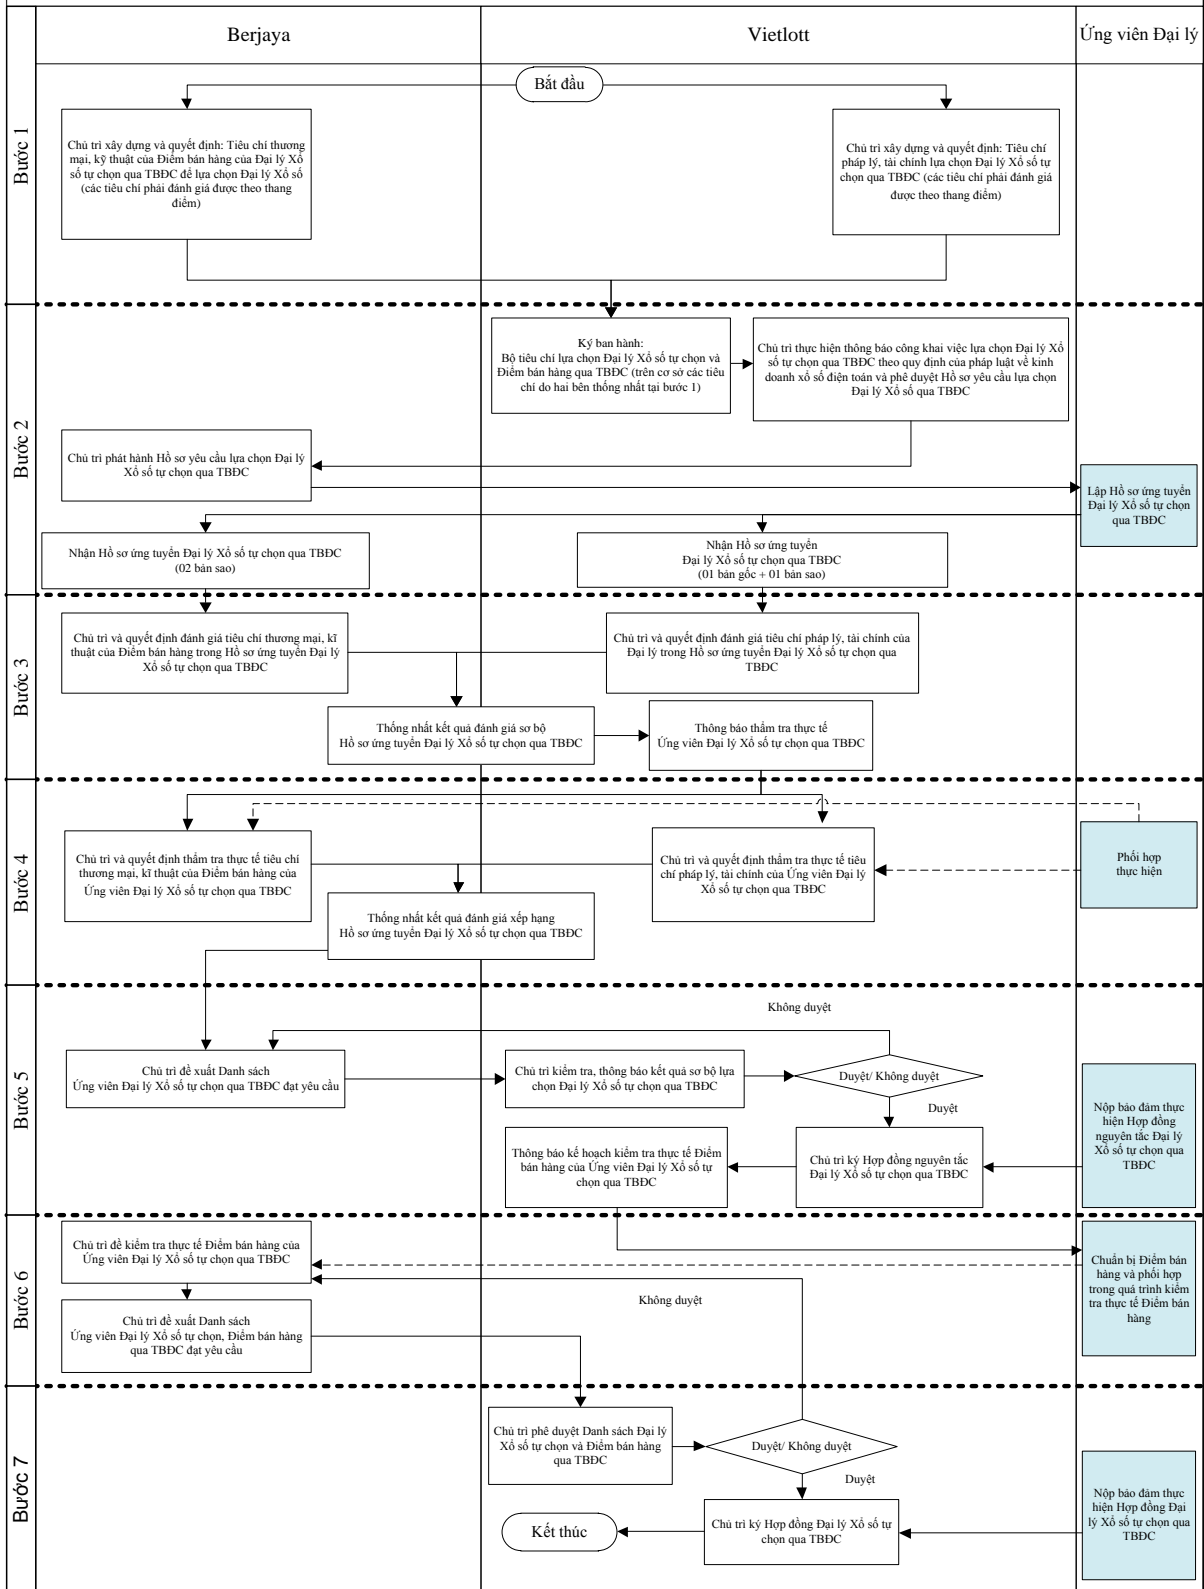 Berjaya
Vietlott
Ứng viên Đại lý
Bước 1
Bắt đầu
Chủ trì xây dựng và quyết định: Tiêu chí thương
mại, kỹ thuật của Điểm bán hàng của Đại lý Xổ
số tự chọn qua TBĐC để lựa chọn Đại lý Xổ số
(các tiêu chí phải đánh giá được theo thang
điểm)
Chủ trì xây dựng và quyết định: Tiêu chí
pháp lý, tài chính lựa chọn Đại lý Xổ số tự
chọn qua TBĐC (các tiêu chí phải đánh giá
được theo thang điểm)
Bước 2
Ký ban hành:
Bộ tiêu chí lựa chọn Đại lý Xổ số tự chọn và
Điểm bán hàng qua TBĐC (trên cơ sở các tiêu
chí do hai bên thống nhất tại bước 1)
Chủ trì thực hiện thông báo công khai việc lựa chọn Đại lý Xổ
số tự chọn qua TBĐC theo quy định của pháp luật về kinh
doanh xổ số điện toán và phê duyệt Hồ sơ yêu cầu lựa chọn
Đại lý Xổ số qua TBĐC
Chủ trì phát hành Hồ sơ yêu cầu lựa chọn Đại lý
Xổ số tự chọn qua TBĐC
Lập Hồ sơ ứng tuyển
Đại lý Xổ số tự chọn
qua TBĐC
Nhận Hồ sơ ứng tuyển Đại lý Xổ số tự chọn qua TBĐC
(02 bản sao)
Nhận Hồ sơ ứng tuyển
Đại lý Xổ số tự chọn qua TBĐC
(01 bản gốc + 01 bản sao)
Bước 3
Chủ trì và quyết định đánh giá tiêu chí thương mại, kĩ
thuật của Điểm bán hàng trong Hồ sơ ứng tuyển Đại lý
Xổ số tự chọn qua TBĐC
Chủ trì và quyết định đánh giá tiêu chí pháp lý, tài chính của
Đại lý trong Hồ sơ ứng tuyển Đại lý Xổ số tự chọn qua
TBĐC
Thống nhất kết quả đánh giá sơ bộ
Hồ sơ ứng tuyển Đại lý Xổ số tự chọn qua TBĐC
Thông báo thẩm tra thực tế
Ứng viên Đại lý Xổ số tự chọn qua TBĐC
Bước 4
Chủ trì và quyết định thẩm tra thực tế tiêu chí
thương mại, kĩ thuật của Điểm bán hàng của
Ứng viên Đại lý Xổ số tự chọn qua TBĐC
Chủ trì và quyết định thẩm tra thực tế tiêu
chí pháp lý, tài chính của Ứng viên Đại lý
Xổ số tự chọn qua TBĐC
Phối hợp
thực hiện
Thống nhất kết quả đánh giá xếp hạng
Hồ sơ ứng tuyển Đại lý Xổ số tự chọn qua TBĐC
Bước 5
Không duyệt
Chủ trì đề xuất Danh sách
Ứng viên Đại lý Xổ số tự chọn qua TBĐC đạt yêu cầu
Chủ trì kiểm tra, thông báo kết quả sơ bộ lựa
chọn Đại lý Xổ số tự chọn qua TBĐC
Duyệt/ Không duyệt
Duyệt
Nộp bảo đảm thực
hiện Hợp đồng
nguyên tắc Đại lý
Xổ số tự chọn qua
TBĐC
Thông báo kế hoạch kiểm tra thực tế Điểm
bán hàng của Ứng viên Đại lý Xổ số tự
chọn qua TBĐC
Chủ trì ký Hợp đồng nguyên tắc
Đại lý Xổ số tự chọn qua TBĐC
Bước 6
Chủ trì để kiểm tra thực tế Điểm bán hàng của
Ứng viên Đại lý Xổ số tự chọn qua TBĐC
Chuẩn bị Điểm bán
hàng và phối hợp
trong quá trình kiểm
tra thực tế Điểm bán
hàng
Không duyệt
Chủ trì đề xuất Danh sách
Ứng viên Đại lý Xổ số tự chọn, Điểm bán hàng
qua TBĐC đạt yêu cầu
Bước 7
Chủ trì phê duyệt Danh sách Đại lý
Xổ số tự chọn và Điểm bán hàng
qua TBĐC
Duyệt/ Không duyệt
Duyệt
Nộp bảo đảm thực
hiện Hợp đồng Đại
lý Xổ số tự chọn qua
TBĐC
Kết thúc
Chủ trì ký Hợp đồng Đại lý Xổ số tự
chọn qua TBĐC